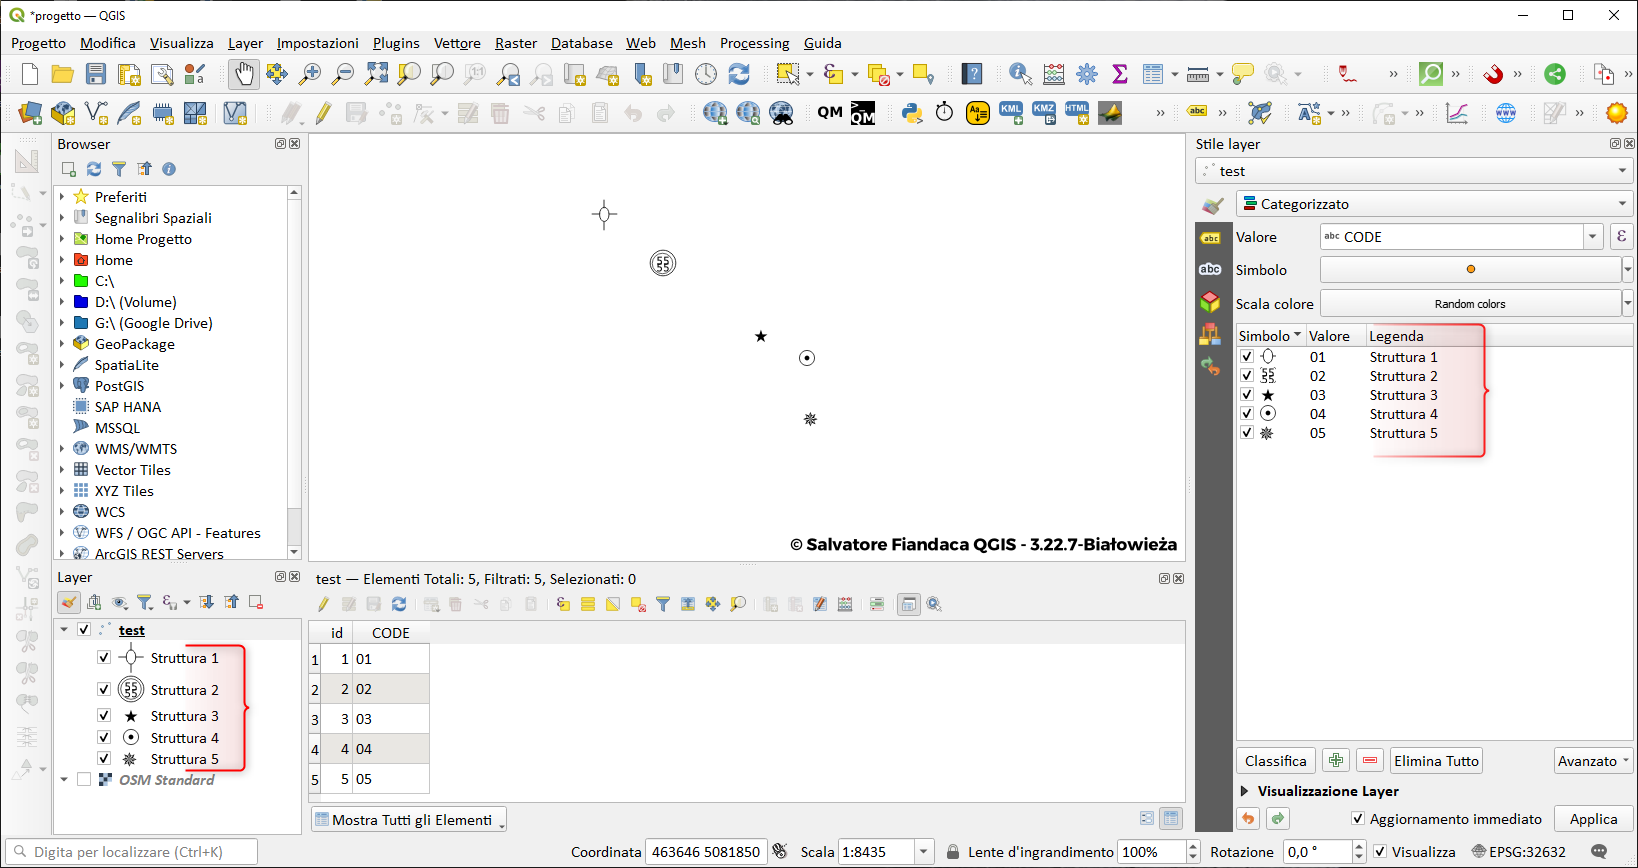 *progetto — QGIS
Progetto Modifica Visualizza Layer Impostazioni Plugins Vettore Raster Database Web Mesh Processing Guida
QM
Browser
Preferiti
Segnalibri Spaziali
Home Progetto
Home
C:\
D:\ (Volume)
G:\ (Google Drive)
GeoPackage
SpatiaLite
PostGIS
SAP HANA
MSSQL
WMS/WMTS
Vector Tiles
XYZ Tiles
WCS
WFS / OGC API - Features
ArcGIS REST Servers
Layer
test
Struttura 1
Struttura 2
Struttura 3
Struttura 4
Struttura 5
OSM Standard
© Salvatore Fiandaca QGIS - 3.22.7-Białowieża
test — Elementi Totali: 5, Filtrati: 5, Selezionati: 0
id CODE
1 1 01
2 2 02
3 3 03
4 4 04
5 5 05
Mostra Tutti gli Elementi
Stile layer
test
Categorizzato
Valore abc CODE ε
Simbolo
Scala colore Random colors
Simbolo Valore Legenda
01 Struttura 1
02 Struttura 2
03 Struttura 3
04 Struttura 4
05 Struttura 5
Classifica Elimina Tutto Avanzato
Visualizzazione Layer
Aggiornamento immediato Applica
Digita per localizzare (Ctrl+K) Coordinata 463646 5081850 Scala 1:8435 Lente d'ingrandimento 100% Rotazione 0,0 ° Visualizza EPSG:32632